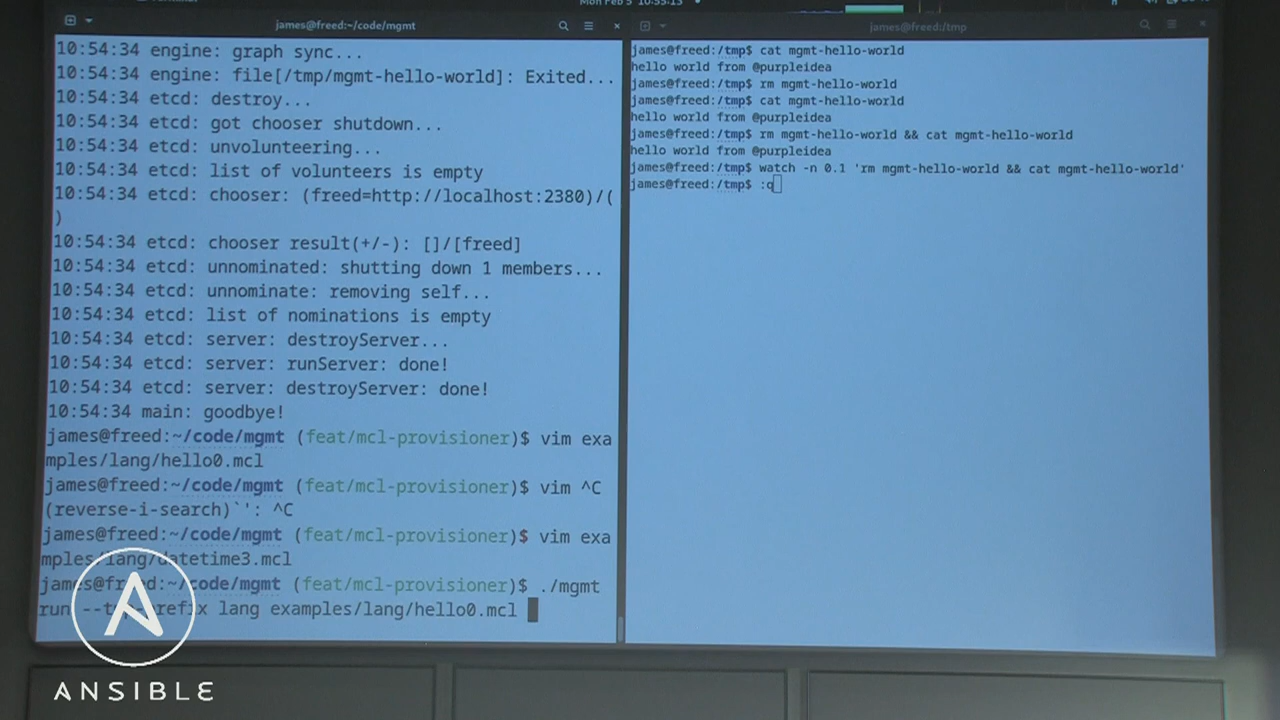 Mon Feb 5 10:55:13
james@freed:~/code/mgmt
10:54:34 engine: graph sync...
10:54:34 engine: file[/tmp/mgmt-hello-world]: Exited...
10:54:34 etcd: destroy...
10:54:34 etcd: got chooser shutdown...
10:54:34 etcd: unvolunteering...
10:54:34 etcd: list of volunteers is empty
10:54:34 etcd: chooser: (freed=http://localhost:2380)/(
)
10:54:34 etcd: chooser result(+/-): []/[freed]
10:54:34 etcd: unnominated: shutting down 1 members...
10:54:34 etcd: unnominate: removing self...
10:54:34 etcd: list of nominations is empty
10:54:34 etcd: server: destroyServer...
10:54:34 etcd: server: runServer: done!
10:54:34 etcd: server: destroyServer: done!
10:54:34 main: goodbye!
james@freed:~/code/mgmt (feat/mcl-provisioner)$ vim exa
mples/lang/hello0.mcl
james@freed:~/code/mgmt (feat/mcl-provisioner)$ vim ^C
(reverse-i-search)`': ^C
james@freed:~/code/mgmt (feat/mcl-provisioner)$ vim exa
mples/lang/datetime3.mcl
james@freed:~/code/mgmt (feat/mcl-provisioner)$ ./mgmt
run lang examples/lang/hello0.mcl
james@freed:/tmp
james@freed:/tmp$ cat mgmt-hello-world
hello world from @purpleidea
james@freed:/tmp$ rm mgmt-hello-world
james@freed:/tmp$ cat mgmt-hello-world
hello world from @purpleidea
james@freed:/tmp$ rm mgmt-hello-world && cat mgmt-hello-world
hello world from @purpleidea
james@freed:/tmp$ watch -n 0.1 'rm mgmt-hello-world && cat mgmt-hello-world'
james@freed:/tmp$ :q
ANSIBLE